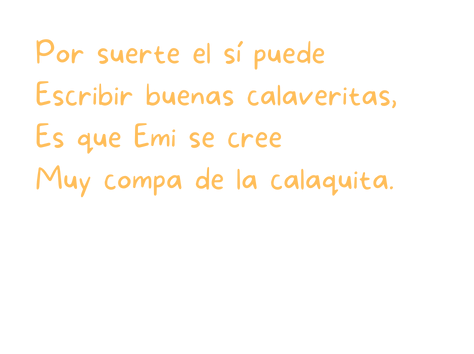 Por suerte el sí puede
Escribir buenas calaveritas,
Es que Emi se cree
Muy compa de la calaquita.